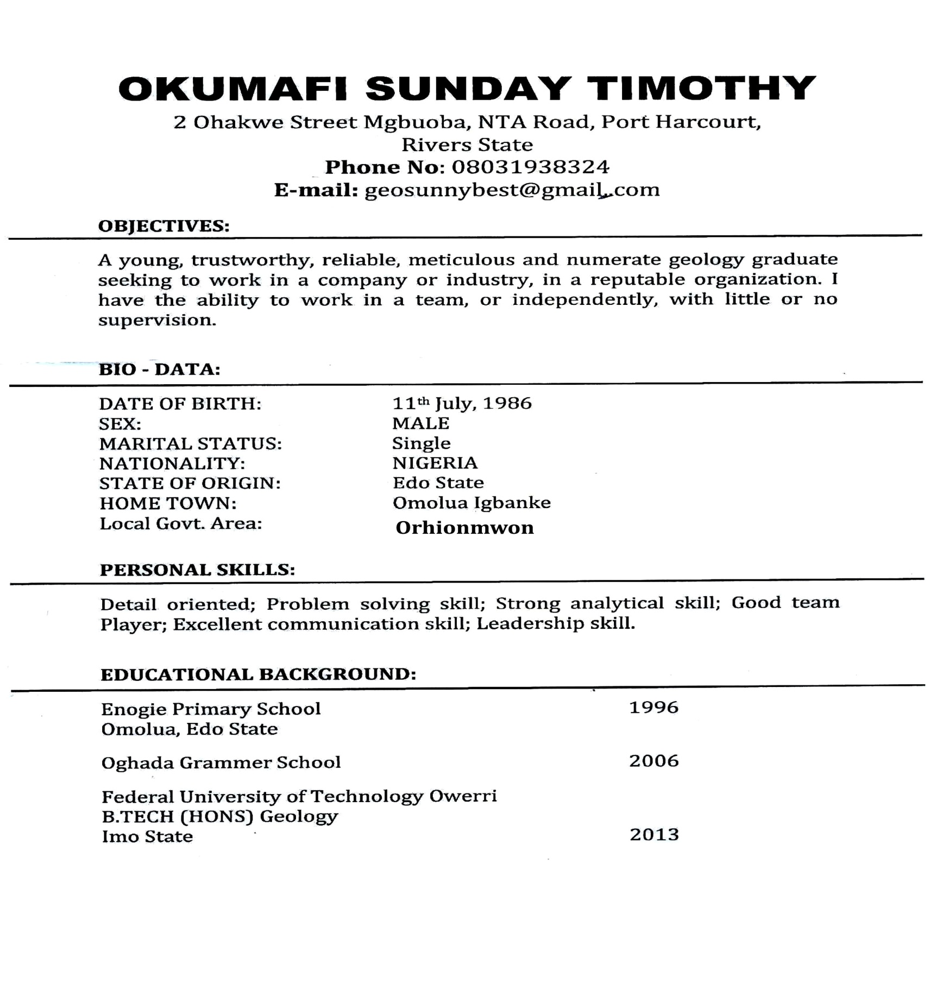 OKUMAFI SUNDAY TIMOTHY
2 Ohakwe Street Mgbuoba, NTA Road, Port Harcourt,
Rivers State
Phone No: 08031938324
E-mail: geosunnybest@gmail.com
OBJECTIVES:
A young, trustworthy, reliable, meticulous and numerate geology graduate
seeking to work in a company or industry, in a reputable organization. I
have the ability to work in a team, or independently, with little or no
supervision.
BIO - DATA:
DATE OF BIRTH: 11th July, 1986
SEX: MALE
MARITAL STATUS: Single
NATIONALITY: NIGERIA
STATE OF ORIGIN: Edo State
HOME TOWN: Omolua Igbanke
Local Govt. Area: Orhionmwon
PERSONAL SKILLS:
Detail oriented; Problem solving skill; Strong analytical skill; Good team
Player; Excellent communication skill; Leadership skill.
EDUCATIONAL BACKGROUND:
Enogie Primary School 1996
Omolua, Edo State
Oghada Grammer School 2006
Federal University of Technology Owerri
B.TECH (HONS) Geology
Imo State 2013